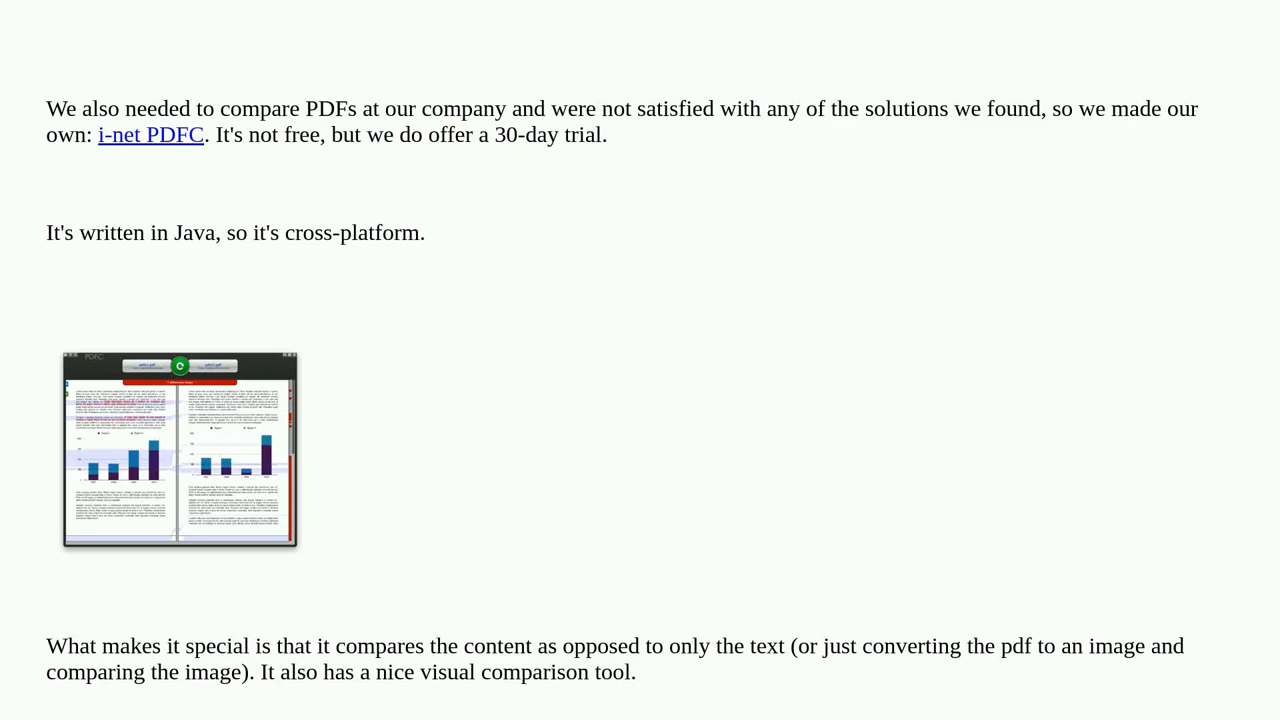 We also needed to compare PDFs at our company and were not satisfied with any of the solutions we found, so we made our
own: i-net PDFC. It's not free, but we do offer a 30-day trial.
It's written in Java, so it's cross-platform.
PDFC
What makes it special is that it compares the content as opposed to only the text (or just converting the pdf to an image and
comparing the image). It also has a nice visual comparison tool.